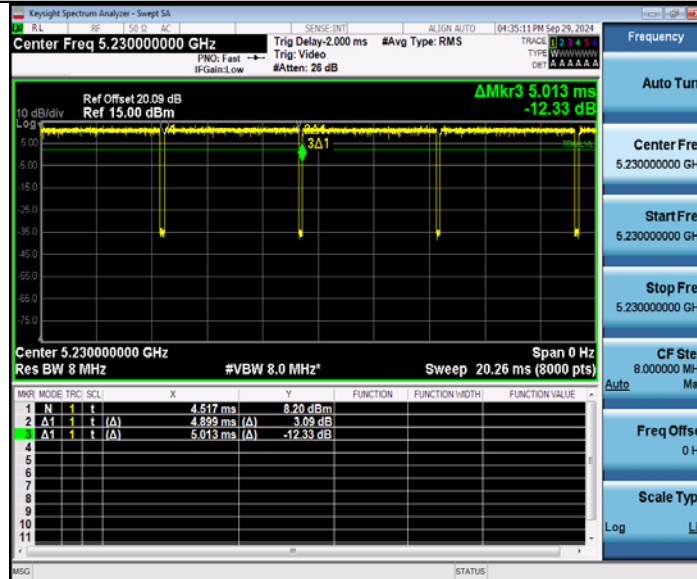 Keysight Spectrum Analyzer - Swept SA
RL RF 50 Ω AC SENSE:INT ALIGN AUTO 04:35:11 PM Sep 29, 2024
Center Freq 5.230000000 GHz
PNO: Fast
IFGain:Low
Trig Delay-2.000 ms
Trig: Video
#Atten: 26 dB
#Avg Type: RMS
TRACE 1 2 3 4 5 6
TYPE WWWWWW
DET A A A A A A
Frequency
ΔMkr3 5.013 ms
-12.33 dB
Ref Offset 20.09 dB
10 dB/div Ref 15.00 dBm
Log
5.00
-5.00
-15.0
-25.0
-35.0
-45.0
-55.0
-65.0
-75.0
3Δ1
Center 5.230000000 GHz Span 0 Hz
Res BW 8 MHz #VBW 8.0 MHz* Sweep 20.26 ms (8000 pts)
MKR MODE TRC SCL X Y FUNCTION FUNCTION WIDTH FUNCTION VALUE
1 N 1 t 4.517 ms 8.20 dBm
2 Δ1 1 t (Δ) 4.899 ms (Δ) 3.09 dB
3 Δ1 1 t (Δ) 5.013 ms (Δ) -12.33 dB
4
5
6
7
8
9
10
11
Auto Tun
Center Fre
5.230000000 GH
Start Fre
5.230000000 GH
Stop Fre
5.230000000 GH
CF Ste
8.000000 MH
Auto Ma
Freq Offs
0 H
Scale Typ
Log Li
MSG STATUS